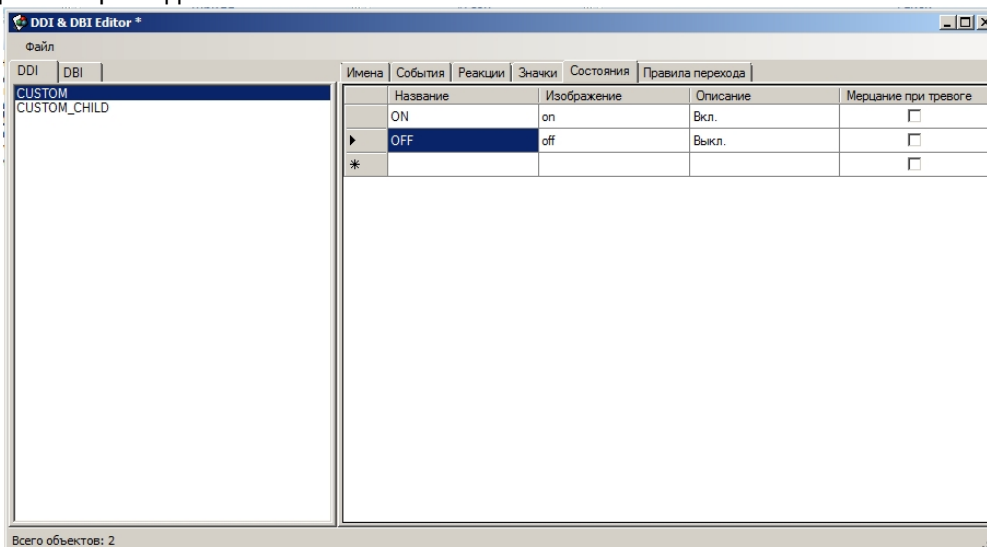 DDI & DBI Editor *
Файл
DDI DBI
Имена События Реакции Значки Состояния Правила перехода
CUSTOM
CUSTOM_CHILD
Название Изображение Описание Мерцание при тревоге
ON on Вкл.
OFF off Выкл.
Всего объектов: 2